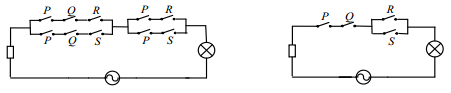 P Q R P R
P Q S P S
P Q R
S